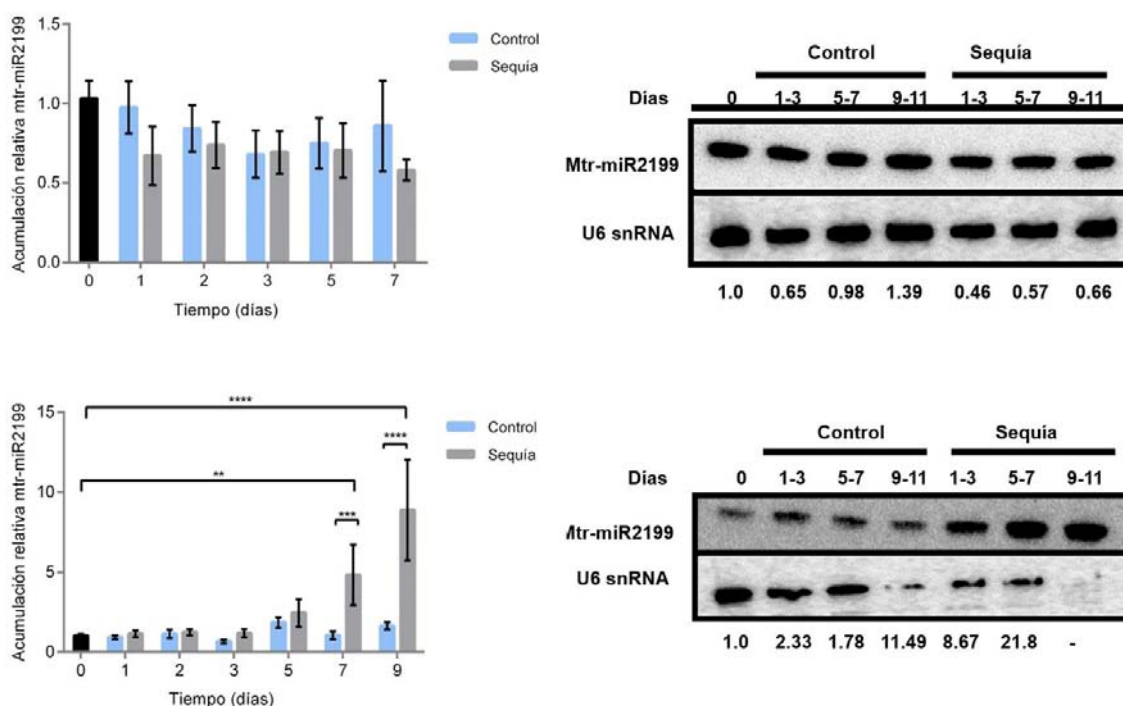 Acumulación relativa mtr-miR2199
1.5
1.0
0.5
0.0
0 1 2 3 5 7
Tiempo (días)
Control
Sequía
Control Sequía
Dias 0 1-3 5-7 9-11 1-3 5-7 9-11
Mtr-miR2199
U6 snRNA
1.0 0.65 0.98 1.39 0.46 0.57 0.66
Acumulación relativa mtr-miR2199
15
10
5
0
**** 
****
**
***
0 1 2 3 5 7 9
Tiempo (días)
Control
Sequía
Control Sequia
Dias 0 1-3 5-7 9-11 1-3 5-7 9-11
Mtr-miR2199
U6 snRNA
1.0 2.33 1.78 11.49 8.67 21.8 -